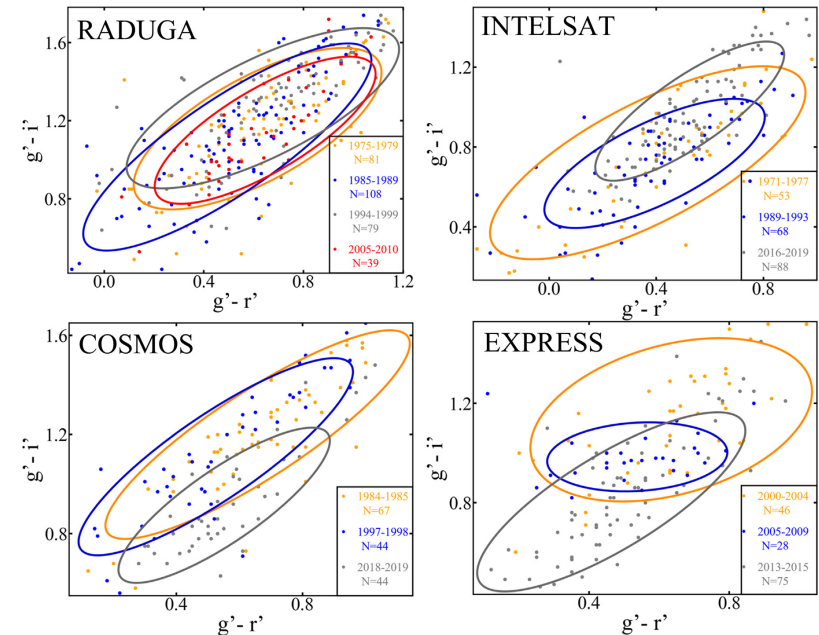 RADUGA
1.6
1.2
0.8
g’- i’
1975-1979
N=81
1985-1989
N=108
1994-1999
N=79
2005-2010
N=39
0.0
0.4
0.8
1.2
g’- r’
INTELSAT
1.2
0.8
0.4
g’- i’
1971-1977
N=53
1989-1993
N=68
2016-2019
N=88
0.0
0.4
0.8
g’- r’
COSMOS
1.6
1.2
0.8
g’- i’
1984-1985
N=67
1997-1998
N=44
2018-2019
N=44
0.4
0.8
g’- r’
EXPRESS
1.2
0.8
g’- i’
2000-2004
N=46
2005-2009
N=28
2013-2015
N=75
0.4
0.8
g’- r’